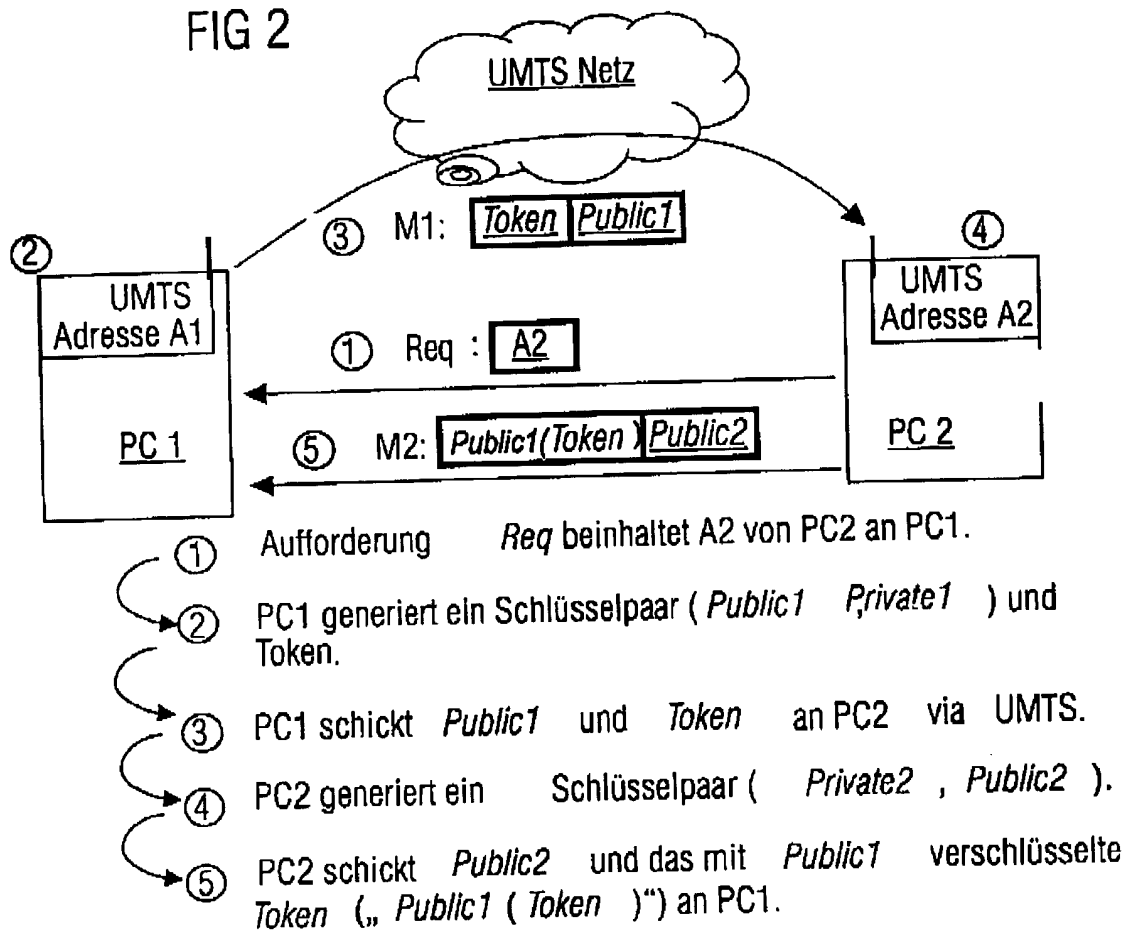 FIG 2
UMTS Netz
③ M1: Token Public1
②
④
UMTS
Adresse A1
UMTS
Adresse A2
① Req : A2
PC 1
⑤ M2: Public1(Token ) Public2
PC 2
① Aufforderung Req beinhaltet A2 von PC2 an PC1.
② PC1 generiert ein Schlüsselpaar ( Public1 , Private1 ) und
Token.
③ PC1 schickt Public1 und Token an PC2 via UMTS.
④ PC2 generiert ein Schlüsselpaar ( Private2 , Public2 ).
⑤ PC2 schickt Public2 und das mit Public1 verschlüsselte
Token („ Public1 ( Token )“) an PC1.